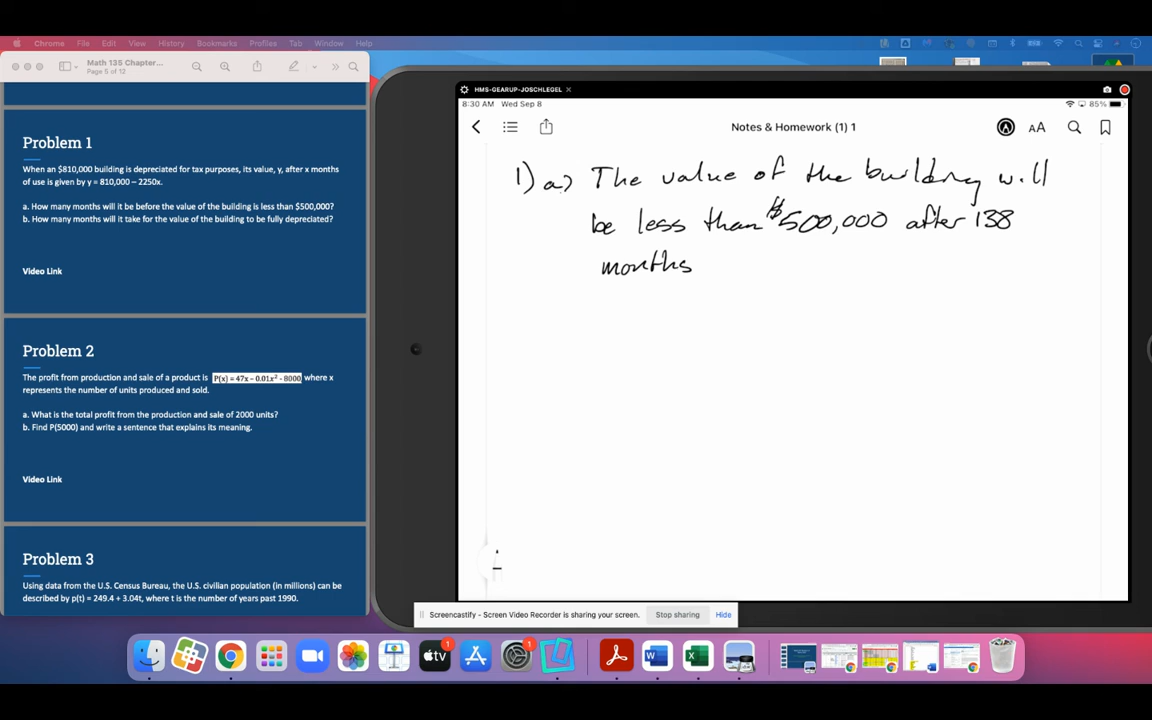 Chrome File Edit View History Bookmarks Profiles Tab Window Help
Math 135 Chapter...
Page 5 of 12
Problem 1
When an $810,000 building is depreciated for tax purposes, its value, y, after x months
of use is given by y = 810,000 – 2250x.
a. How many months will it be before the value of the building is less than $500,000?
b. How many months will it take for the value of the building to be fully depreciated?
Video Link
Problem 2
The profit from production and sale of a product is P(x) = 47x – 0.01x² - 8000, where x
represents the number of units produced and sold.
a. What is the total profit from the production and sale of 2000 units?
b. Find P(5000) and write a sentence that explains its meaning.
Video Link
Problem 3
Using data from the U.S. Census Bureau, the U.S. civilian population (in millions) can be
described by p(t) = 249.4 + 3.04t, where t is the number of years past 1990.
HMS-GEARUP-JOSCHLEGEL
8:30 AM Wed Sep 8
85%
Notes & Homework (1) 1
AA
1) a) The value of the building will
be less than $500,000 after 138
months
Screencastify - Screen Video Recorder is sharing your screen. Stop sharing Hide
tv
1
1
W
X